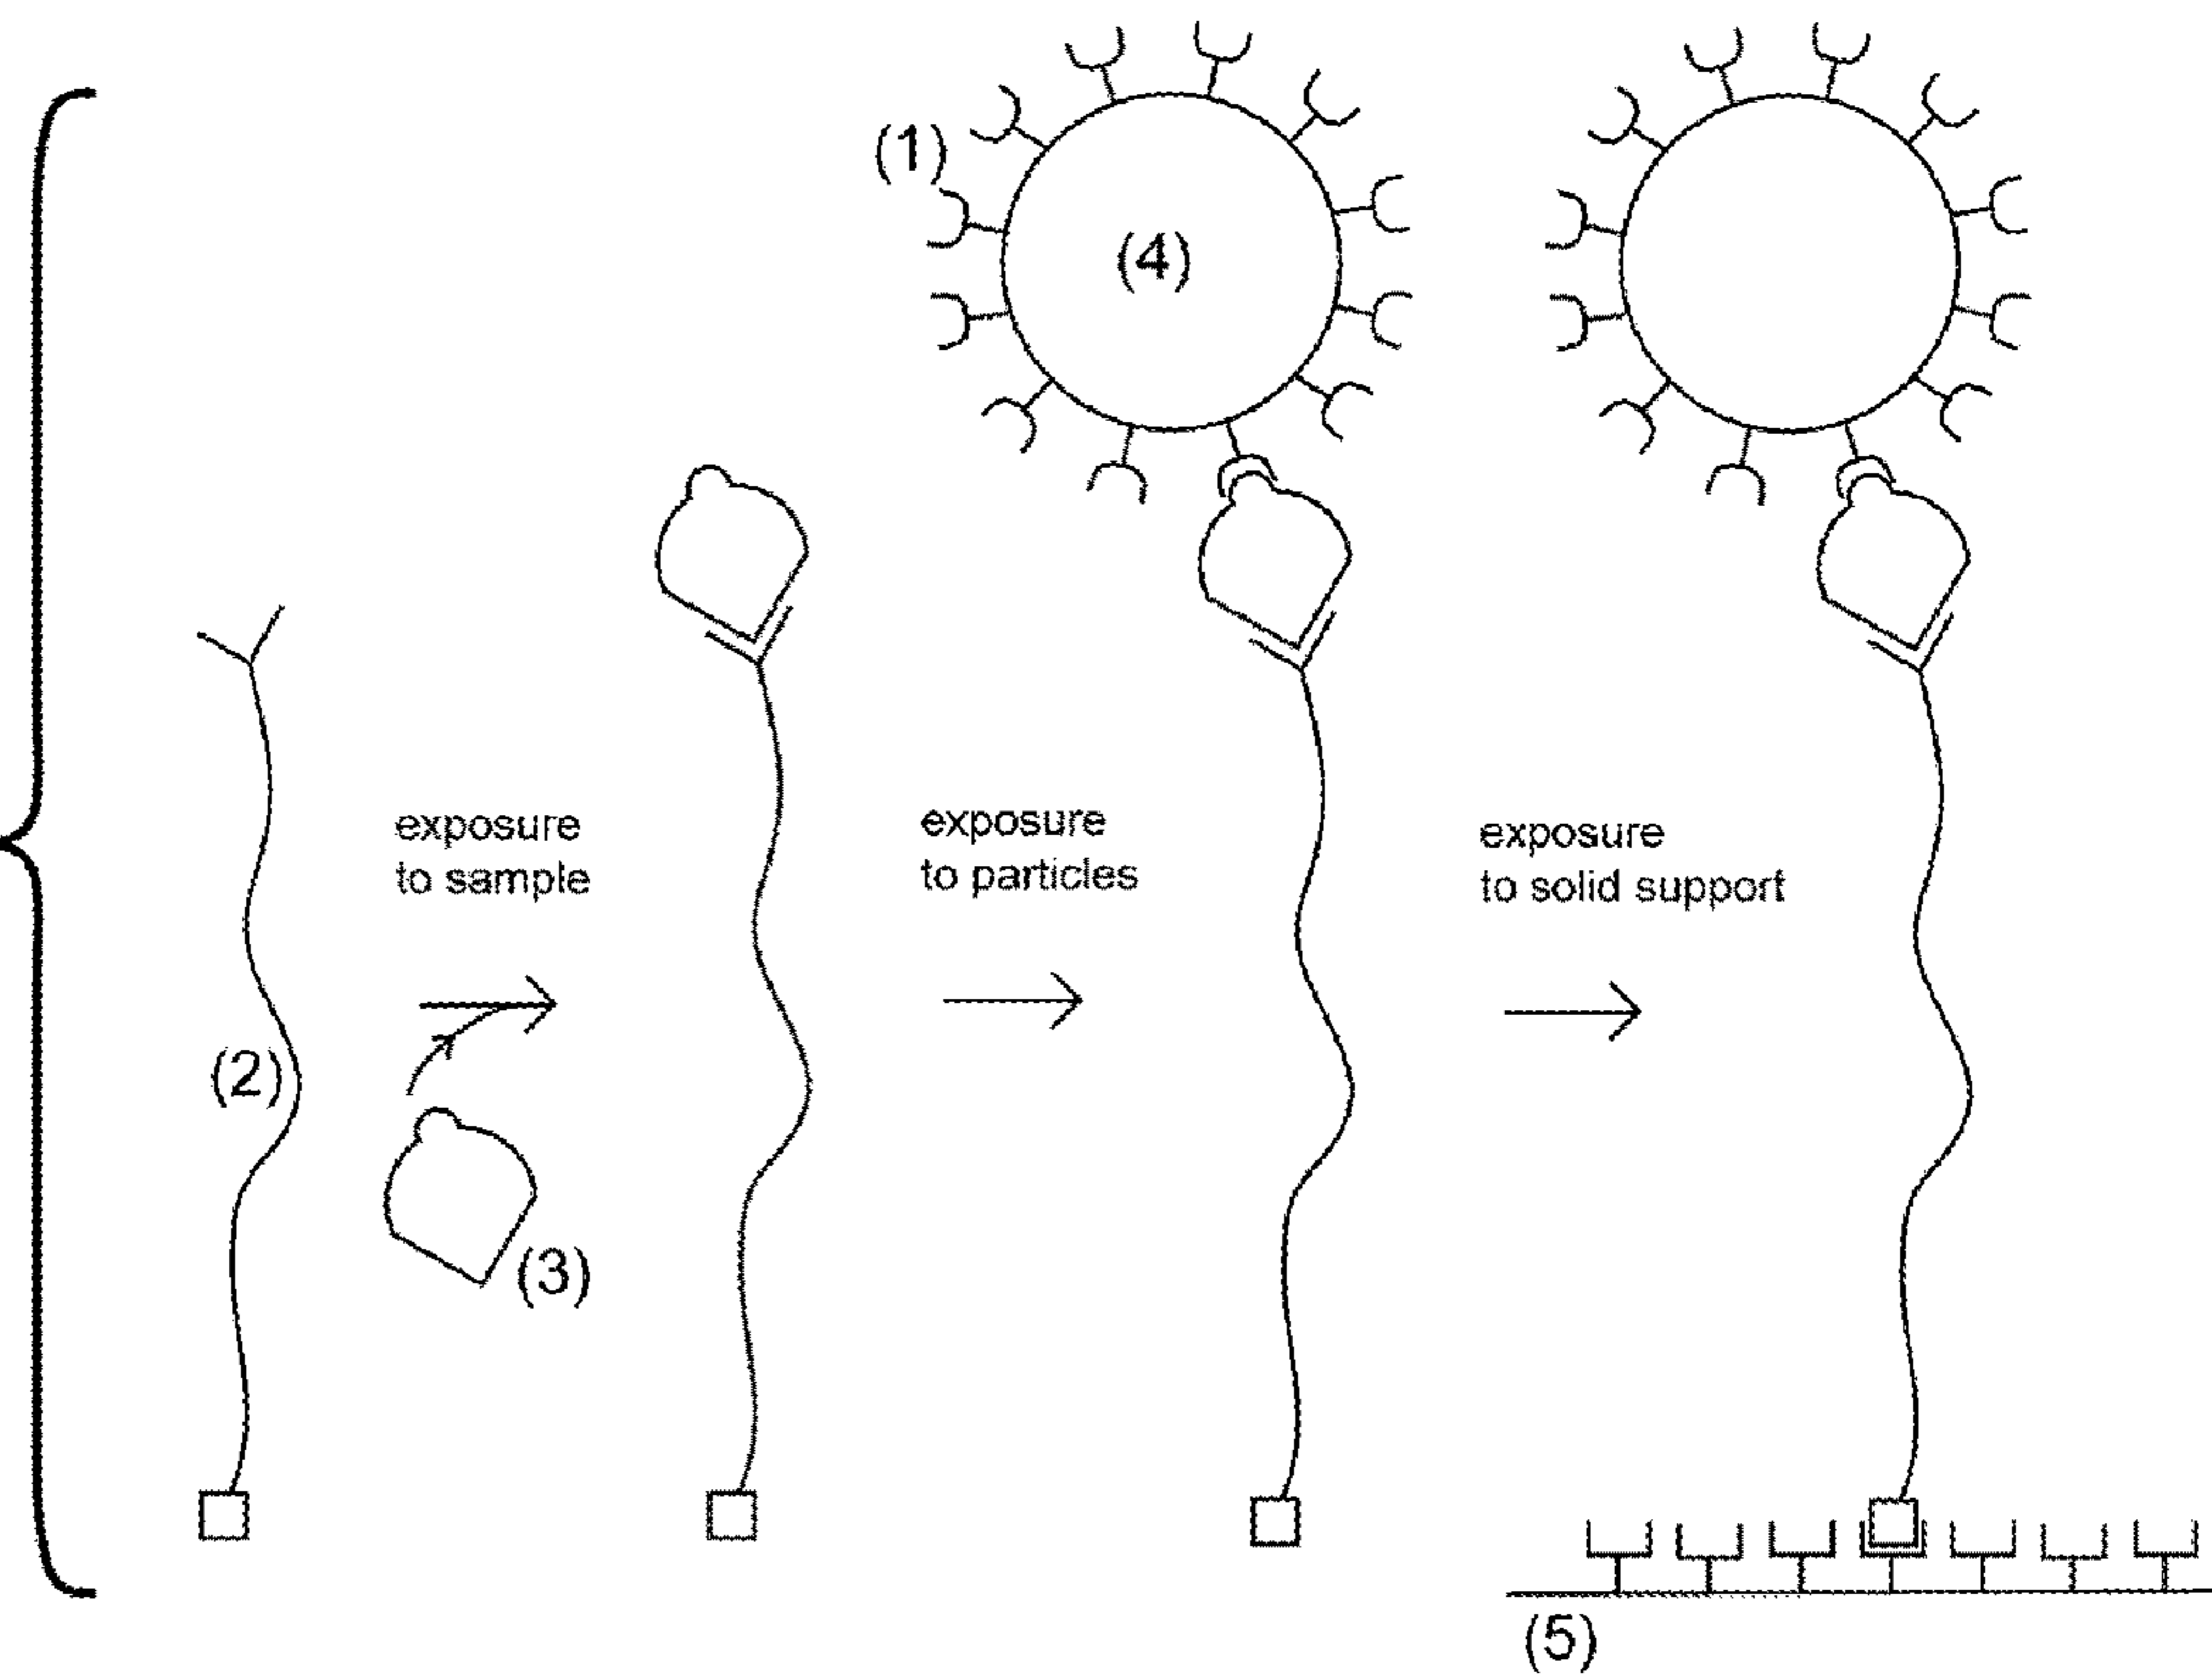 (1)
(4)
exposure
to sample
exposure
to particles
exposure
to solid support
(2)
(3)
(5)